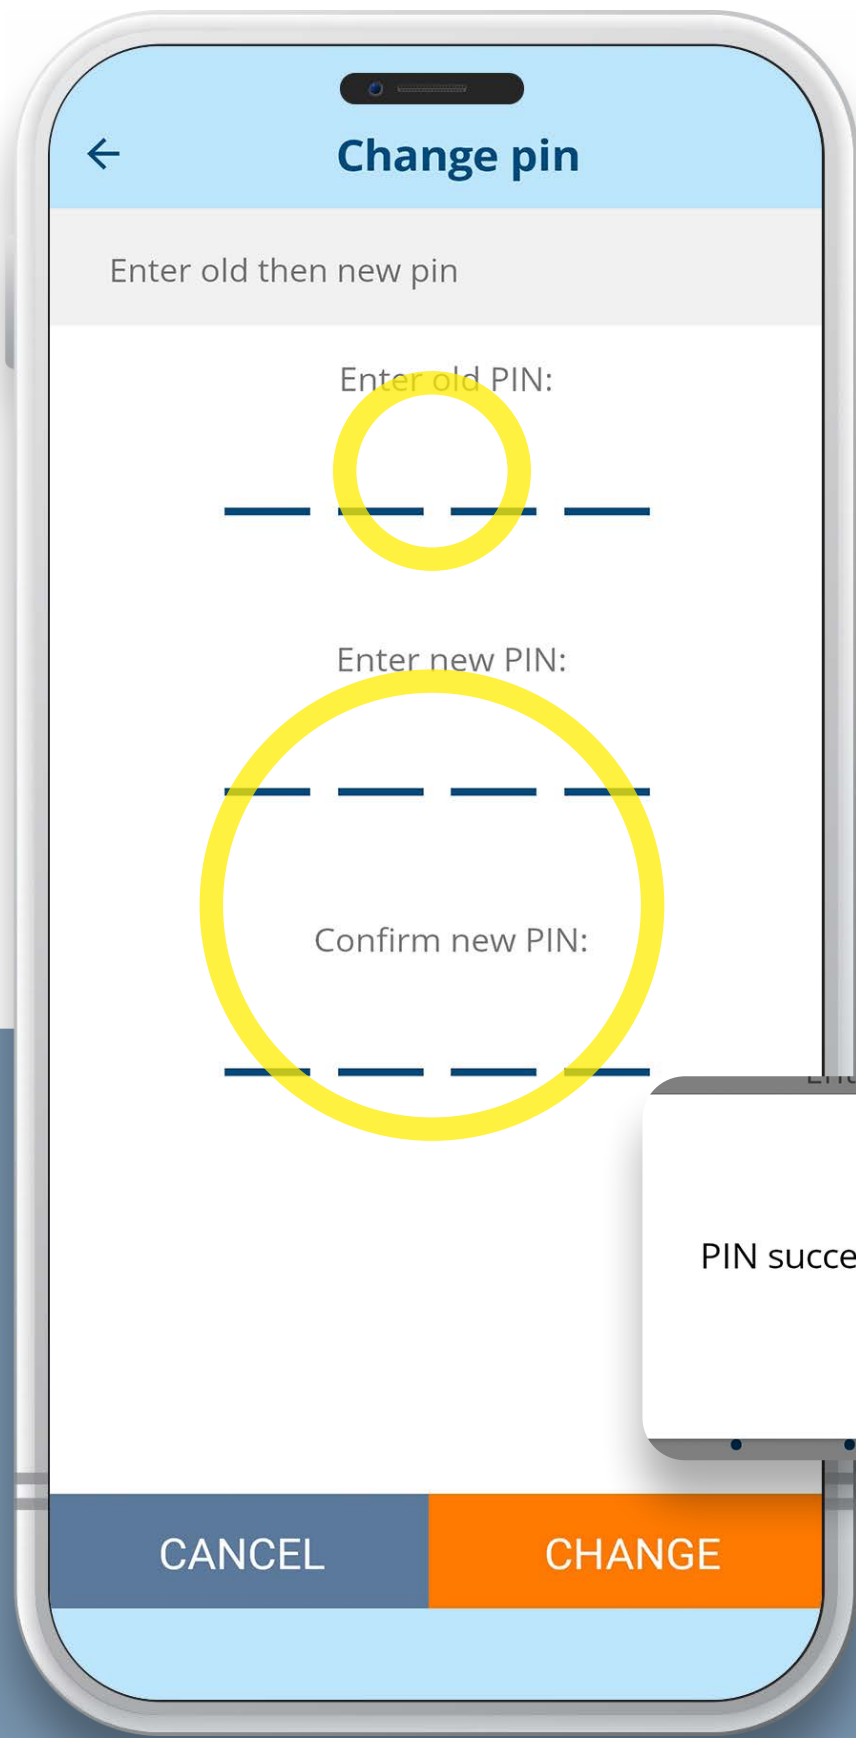 Change pin
Enter old then new pin
Enter old PIN:
Enter new PIN:
Confirm new PIN:
PIN succe
CANCEL
CHANGE